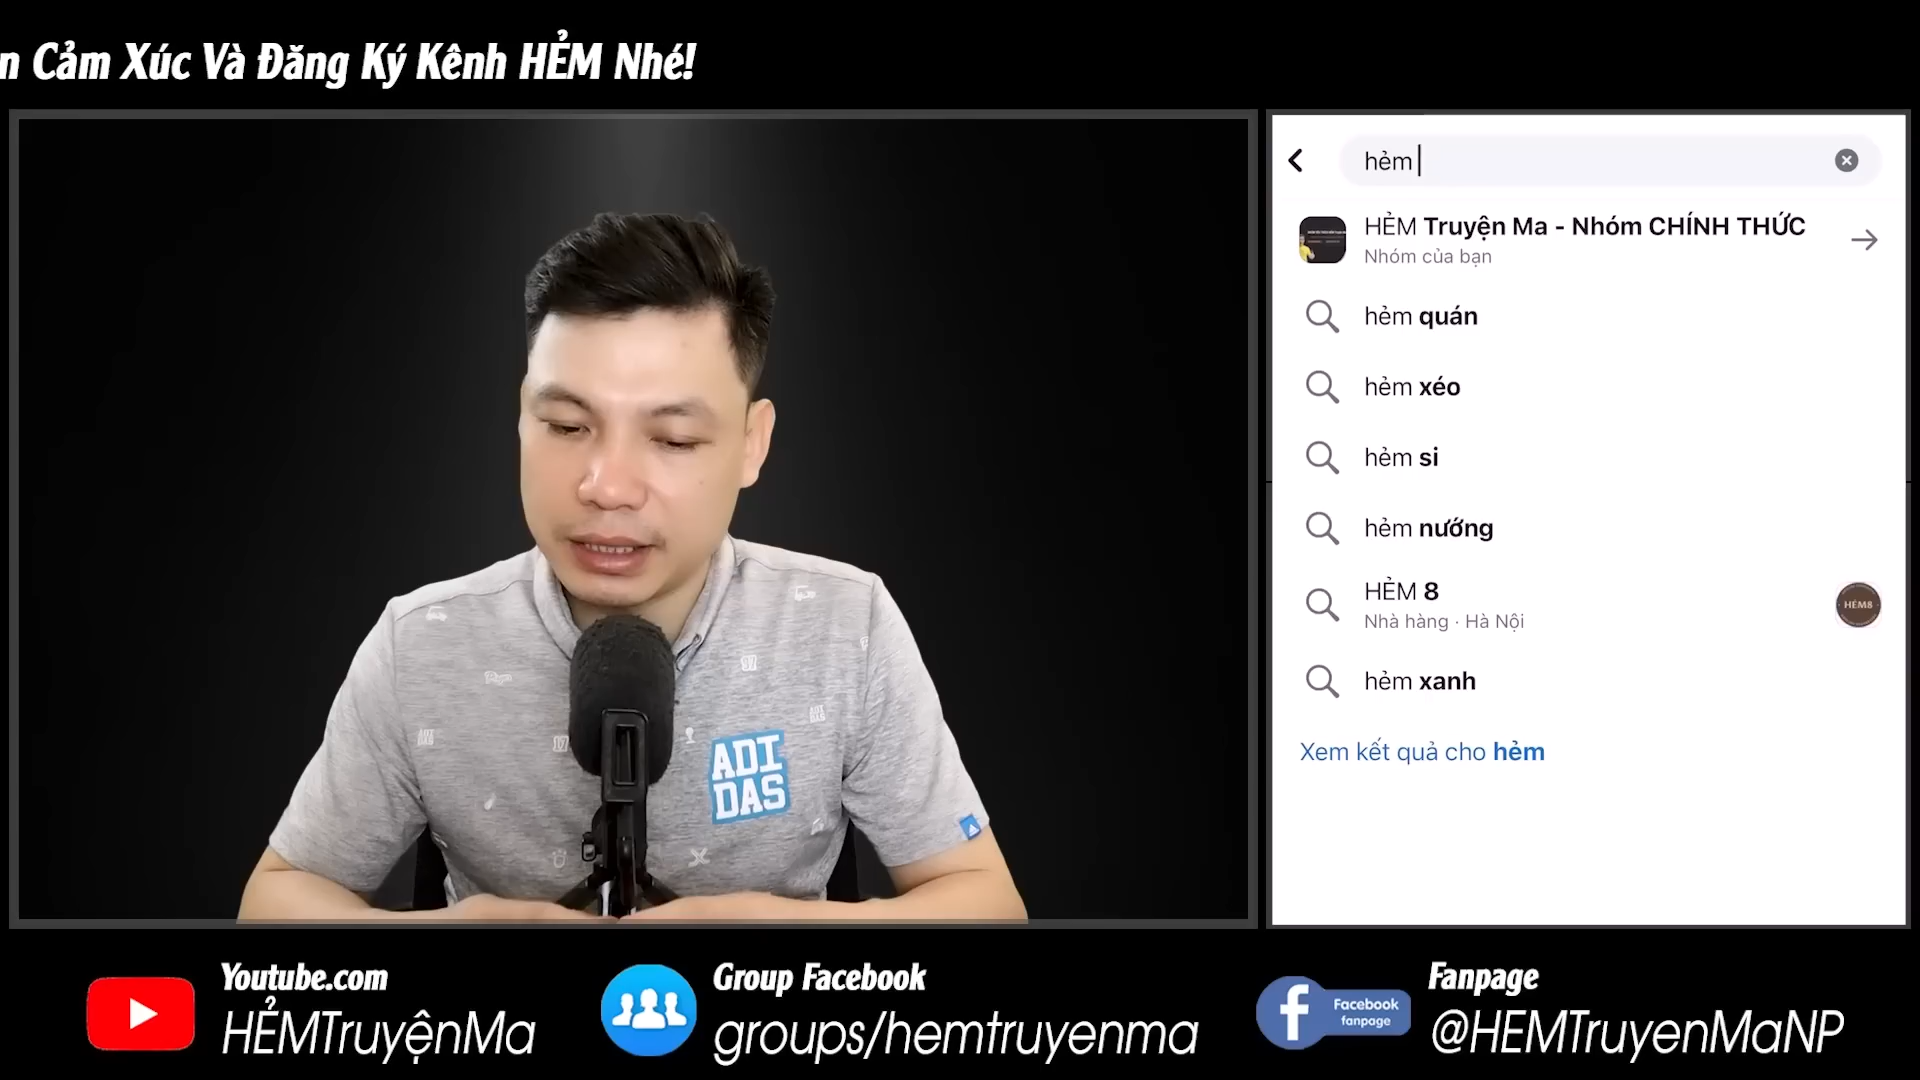 n Cảm Xúc Và Đăng Ký Kênh HẺM Nhé!
hẻm
HẺM Truyện Ma - Nhóm CHÍNH THỨC
Nhóm của bạn
hẻm quán
hẻm xéo
hẻm si
hẻm nướng
HẺM 8
Nhà hàng · Hà Nội
HẺM8
hẻm xanh
Xem kết quả cho hẻm
ADI
DAS
Youtube.com
HẺMTruyệnMa
Group Facebook
groups/hemtruyenma
Facebook
fanpage
Fanpage
@HEMTruyenMaNP